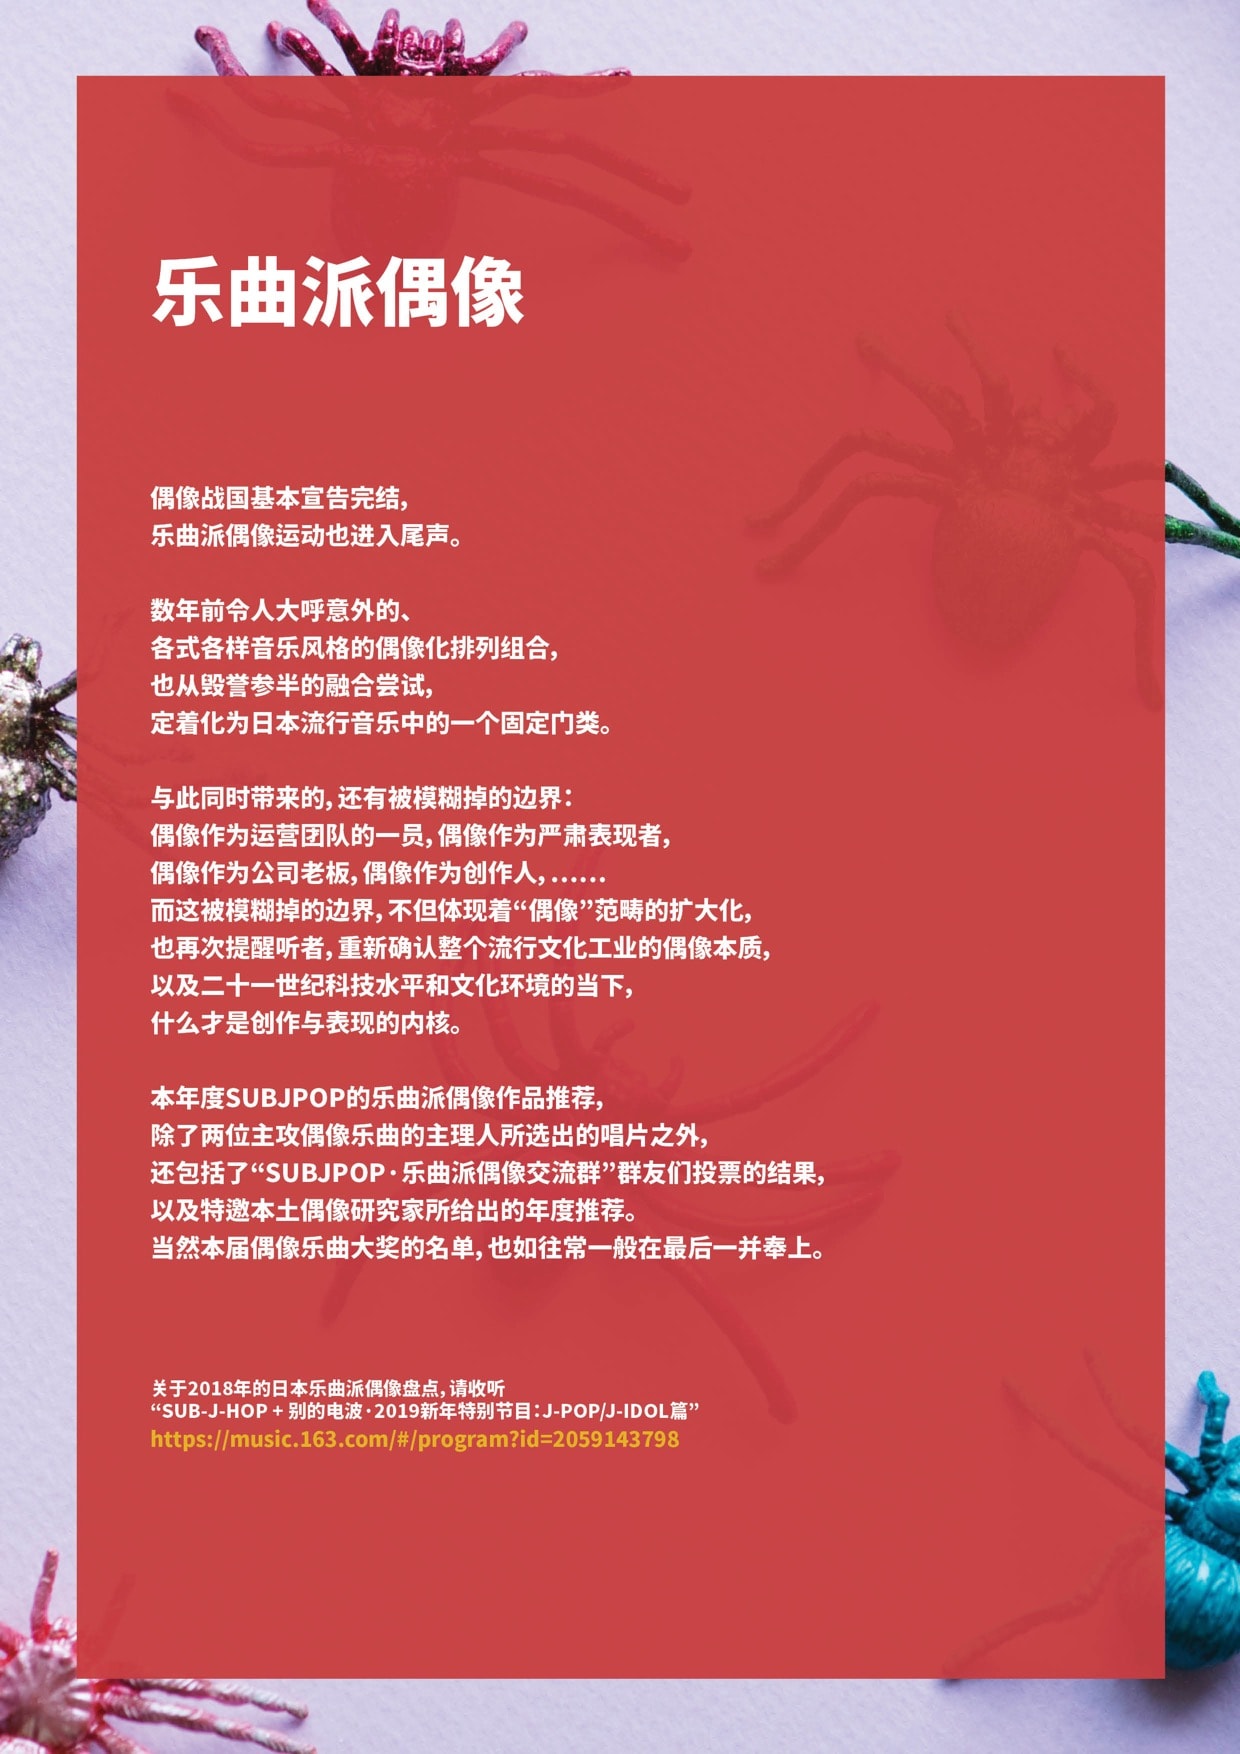 乐曲派偶像
偶像战国基本宣告完结，
乐曲派偶像运动也进入尾声。
数年前令人大呼意外的、
各式各样音乐风格的偶像化排列组合，
也从毁誉参半的融合尝试，
定着化为日本流行音乐中的一个固定门类。
与此同时带来的，还有被模糊掉的边界：
偶像作为运营团队的一员，偶像作为严肃表现者，
偶像作为公司老板，偶像作为创作人，……
而这被模糊掉的边界，不但体现着“偶像”范畴的扩大化，
也再次提醒听者，重新确认整个流行文化工业的偶像本质，
以及二十一世纪科技水平和文化环境的当下，
什么才是创作与表现的内核。
本年度SUBJPOP的乐曲派偶像作品推荐，
除了两位主攻偶像乐曲的主理人所选出的唱片之外，
还包括了“SUBJPOP·乐曲派偶像交流群”群友们投票的结果，
以及特邀本土偶像研究家所给出的年度推荐。
当然本届偶像乐曲大奖的名单，也如往常一般在最后一并奉上。
关于2018年的日本乐曲派偶像盘点，请收听
“SUB-J-HOP + 别的电波·2019新年特别节目：J-POP/J-IDOL篇”
https://music.163.com/#/program?id=2059143798